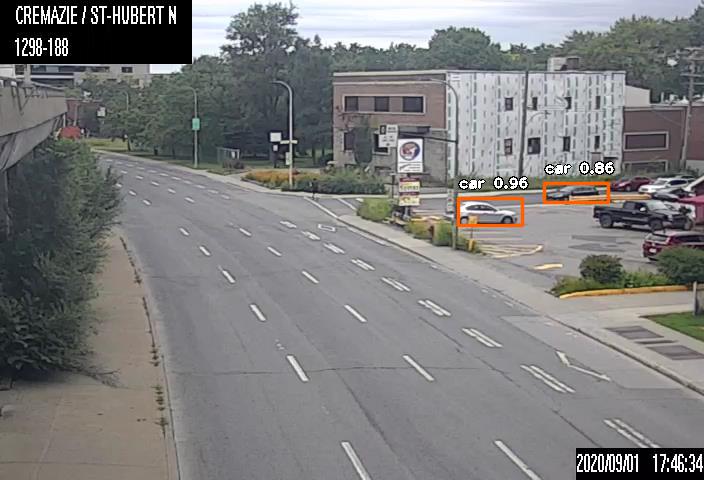 CREMAZIE / ST-HUBERT N
1298-188
car 0.86
car 0.96
2020/09/01 17:46:34